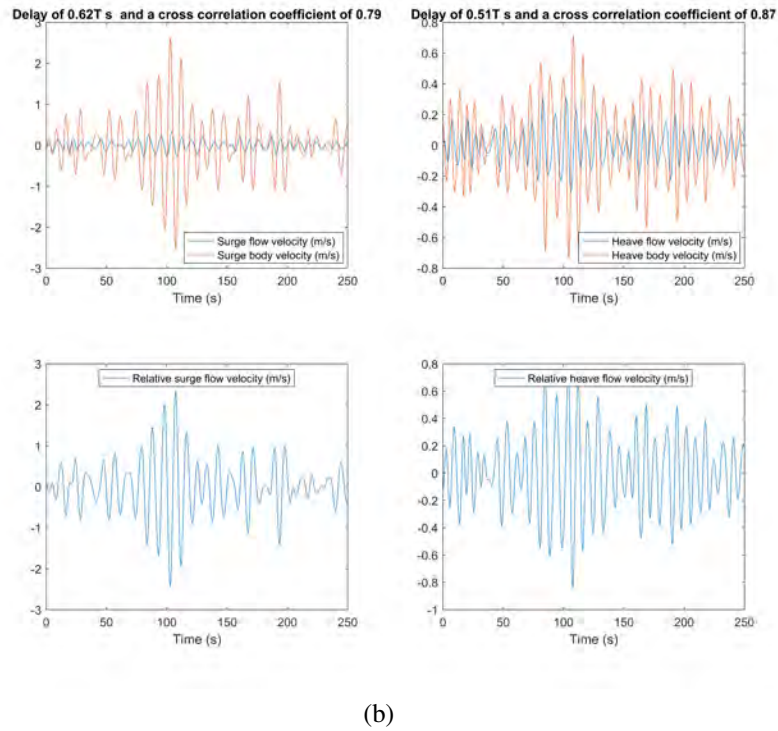 Delay of 0.62T s and a cross correlation coefficient of 0.79
3
2
1
0
-1
-2
-3
Surge flow velocity (m/s)
Surge body velocity (m/s)
0 50 100 150 200 250
Time (s)
Delay of 0.51T s and a cross correlation coefficient of 0.87
0.8
0.6
0.4
0.2
0
-0.2
-0.4
-0.6
-0.8
Heave flow velocity (m/s)
Heave body velocity (m/s)
0 50 100 150 200 250
Time (s)
3
2
1
0
-1
-2
-3
Relative surge flow velocity (m/s)
0 50 100 150 200 250
Time (s)
0.8
0.6
0.4
0.2
0
-0.2
-0.4
-0.6
-0.8
-1
Relative heave flow velocity (m/s)
0 50 100 150 200 250
Time (s)
(b)